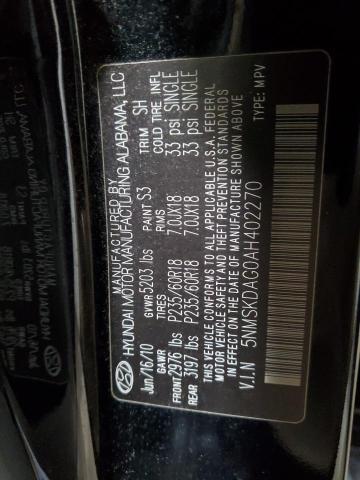 MANUFACTURED BY
HYUNDAI MOTOR MANUFACTURING ALABAMA, LLC
Jun/16/10 GVWR 5203 lbs PAINT S3 TRIM SH
GAWR TIRES RIMS COLD TIRE INFL
FRONT 2976 lbs P235/60R18 7.0JX18 33 psi SINGLE
REAR 3197 lbs P235/60R18 7.0JX18 33 psi SINGLE
THIS VEHICLE CONFORMS TO ALL APPLICABLE U.S.A. FEDERAL
MOTOR VEHICLE SAFETY AND THEFT PREVENTION STANDARDS
IN EFFECT ON THE DATE OF MANUFACTURE SHOWN ABOVE
V.I.N 5NMSKDAG0AH402270 TYPE: MPV